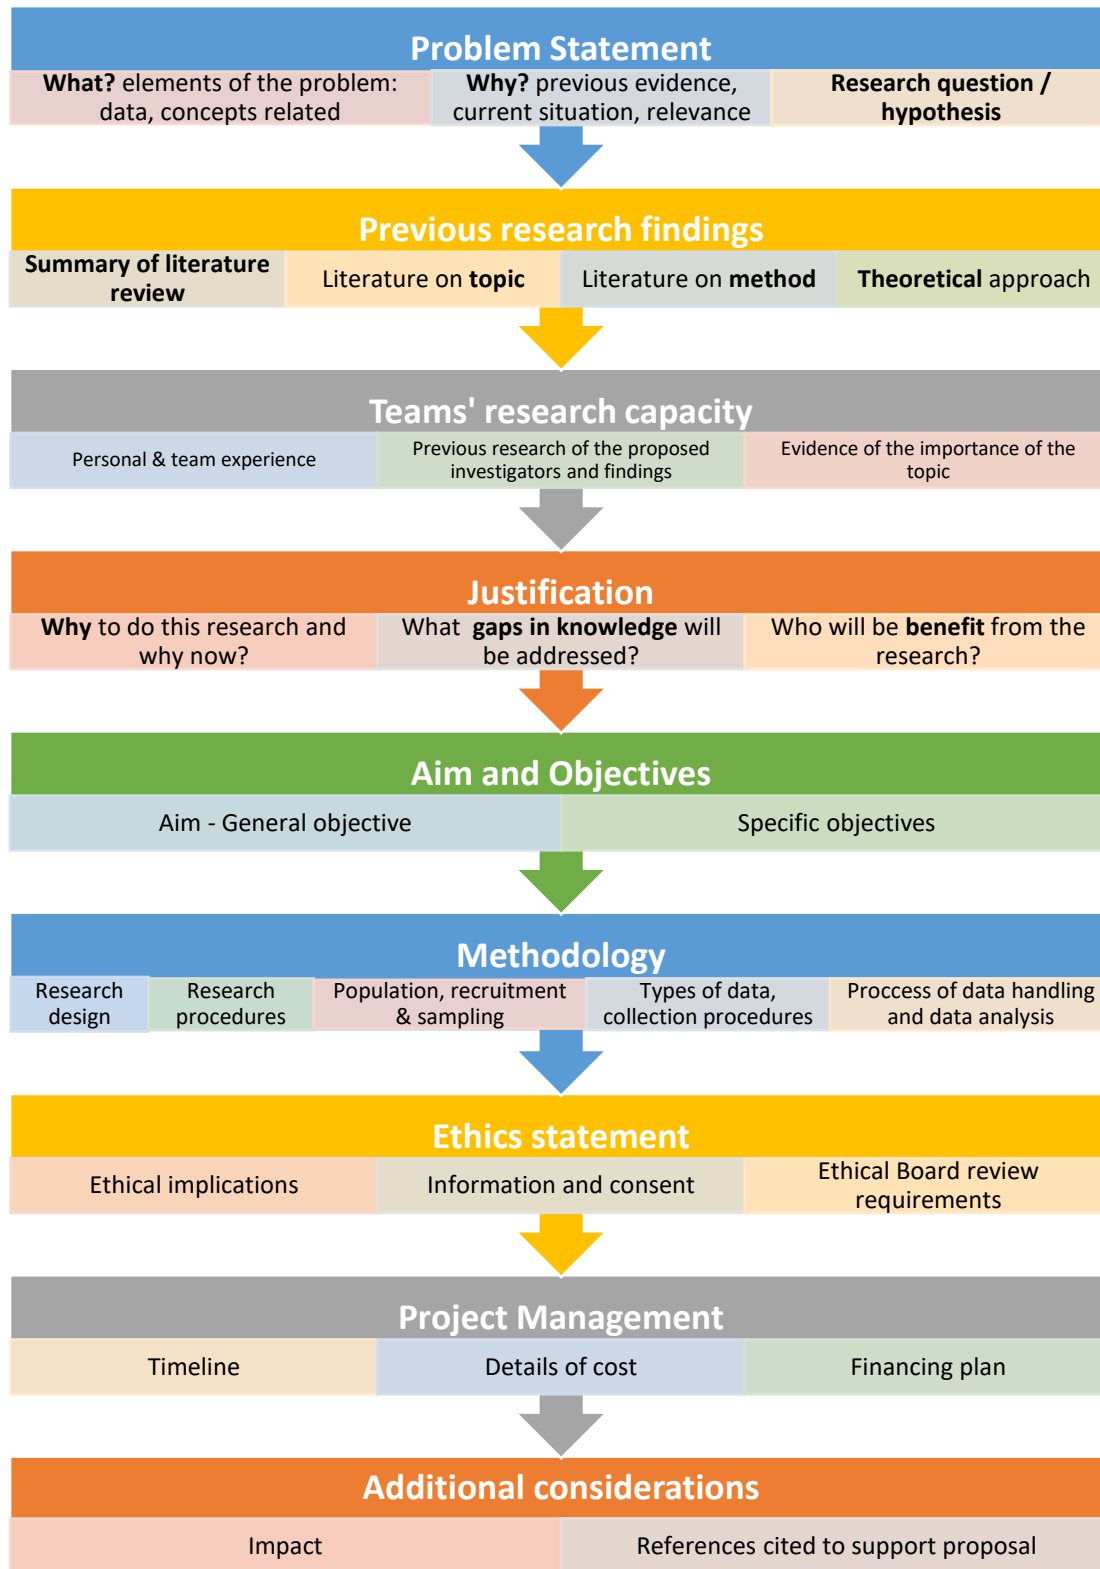 Problem Statement
What? elements of the problem:
data, concepts related
Why? previous evidence,
current situation, relevance
Research question /
hypothesis
Previous research findings
Summary of literature
review
Literature on topic
Literature on method
Theoretical approach
Teams' research capacity
Personal & team experience
Previous research of the proposed
investigators and findings
Evidence of the importance of the
topic
Justification
Why to do this research and
why now?
What gaps in knowledge will
be addressed?
Who will be benefit from the
research?
Aim and Objectives
Aim - General objective
Specific objectives
Methodology
Research
design
Research
procedures
Population, recruitment
& sampling
Types of data,
collection procedures
Proccess of data handling
and data analysis
Ethics statement
Ethical implications
Information and consent
Ethical Board review
requirements
Project Management
Timeline
Details of cost
Financing plan
Additional considerations
Impact
References cited to support proposal